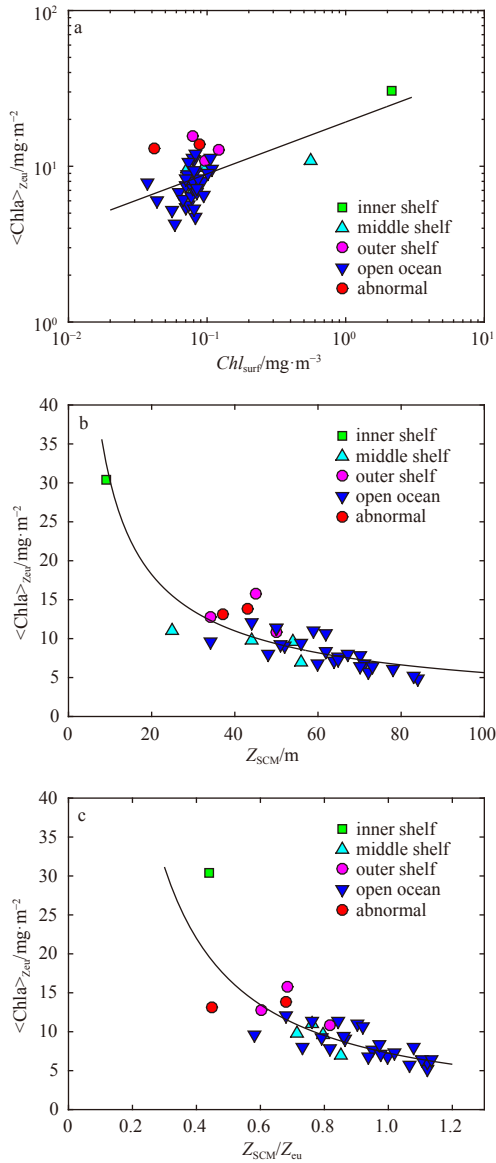 a
10²
10¹
10⁰
<Chla>Zeu/mg·m⁻²
inner shelf
middle shelf
outer shelf
open ocean
abnormal
10⁻² 10⁻¹ 10⁰ 10¹
Chlsurf/mg·m⁻³
b
40
35
30
25
20
15
10
5
0
<Chla>Zeu/mg·m⁻²
inner shelf
middle shelf
outer shelf
open ocean
abnormal
0 20 40 60 80 100
ZSCM/m
c
40
35
30
25
20
15
10
5
0
<Chla>Zeu/mg·m⁻²
inner shelf
middle shelf
outer shelf
open ocean
abnormal
0 0.2 0.4 0.6 0.8 1.0 1.2
ZSCM/Zeu